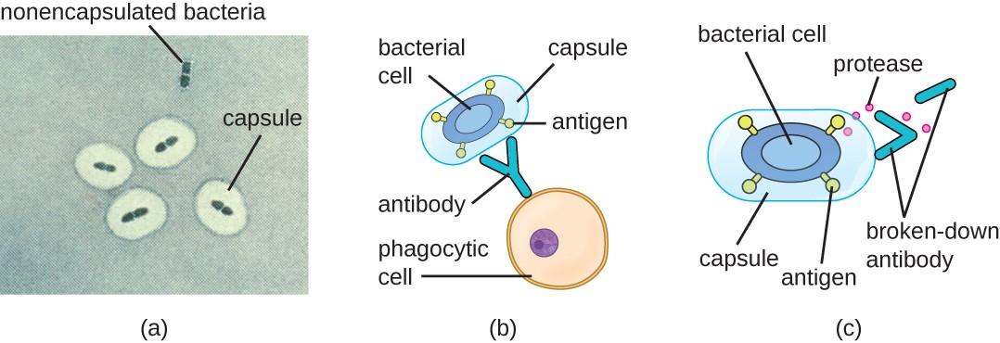 nonencapsulated bacteria
capsule
(a)
bacterial
cell
capsule
antigen
antibody
phagocytic
cell
(b)
bacterial cell
protease
capsule
antigen
broken-down
antibody
(c)